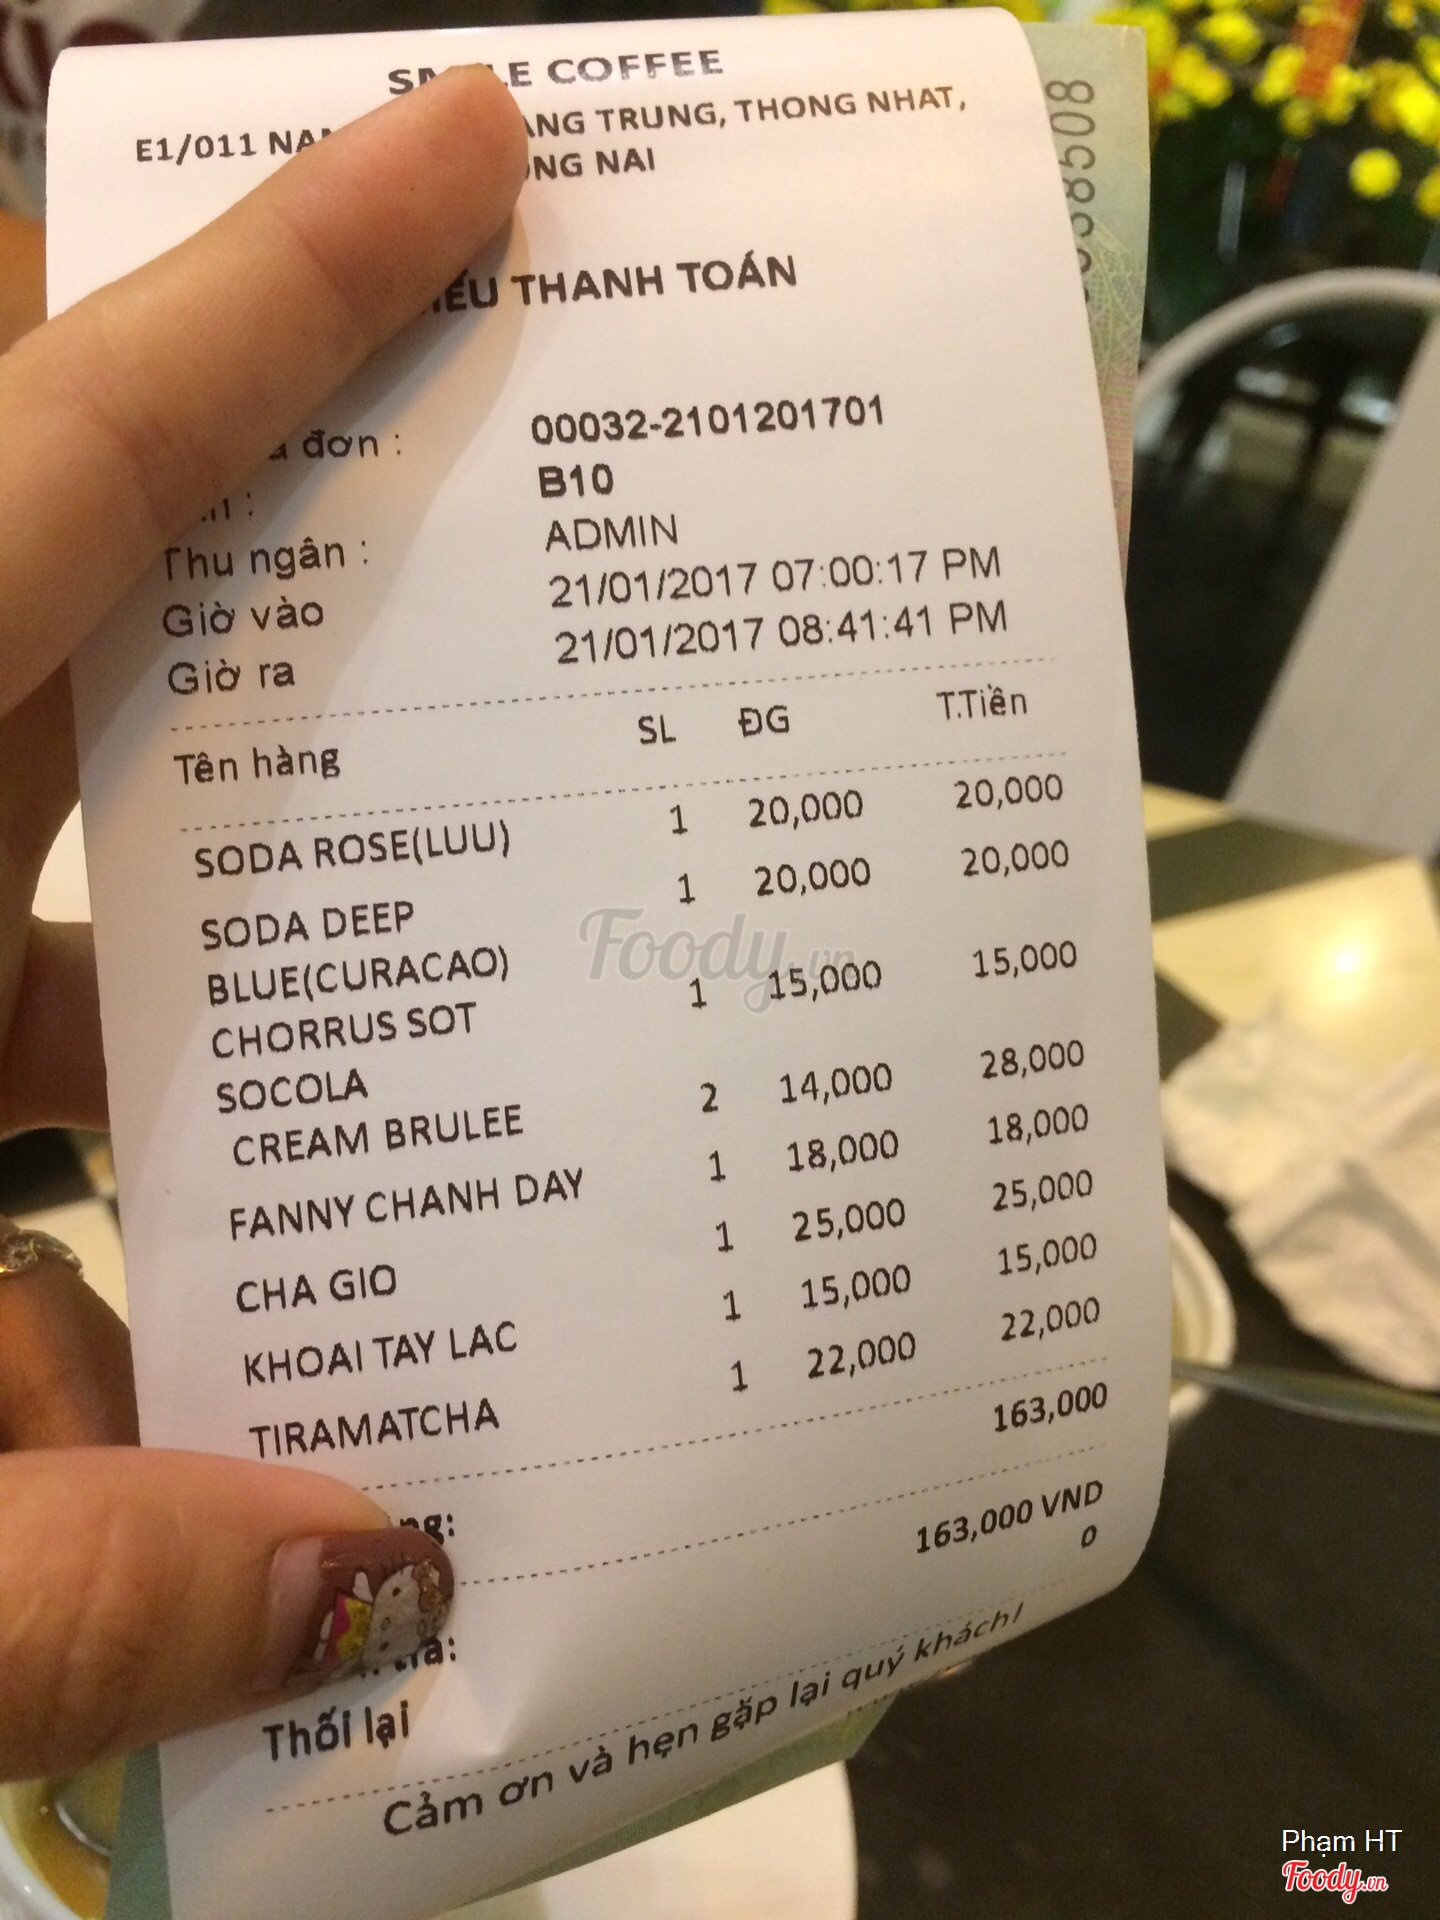 COFFEE
E1/011 TRUNG, THONG NHAT,
NAI
THANH TOÁN
đơn : 00032-2101201701
B10
Thu ngân : ADMIN
Giờ vào 21/01/2017 07:00:17 PM
Giờ ra 21/01/2017 08:41:41 PM
Tên hàng SL ĐG T.Tiền
SODA ROSE(LUU) 1 20,000 20,000
SODA DEEP 1 20,000 20,000
BLUE(CURACAO)
CHORRUS SOT 1 15,000 15,000
SOCOLA
CREAM BRULEE 2 14,000 28,000
FANNY CHANH DAY 1 18,000 18,000
CHA GIO 1 25,000 25,000
KHOAI TAY LAC 1 15,000 15,000
TIRAMATCHA 1 22,000 22,000
163,000
163,000 VND
Thối lại 0
Cảm ơn và hẹn gặp lại quý khách!
Foody.vn
Phạm HT
Foody.vn